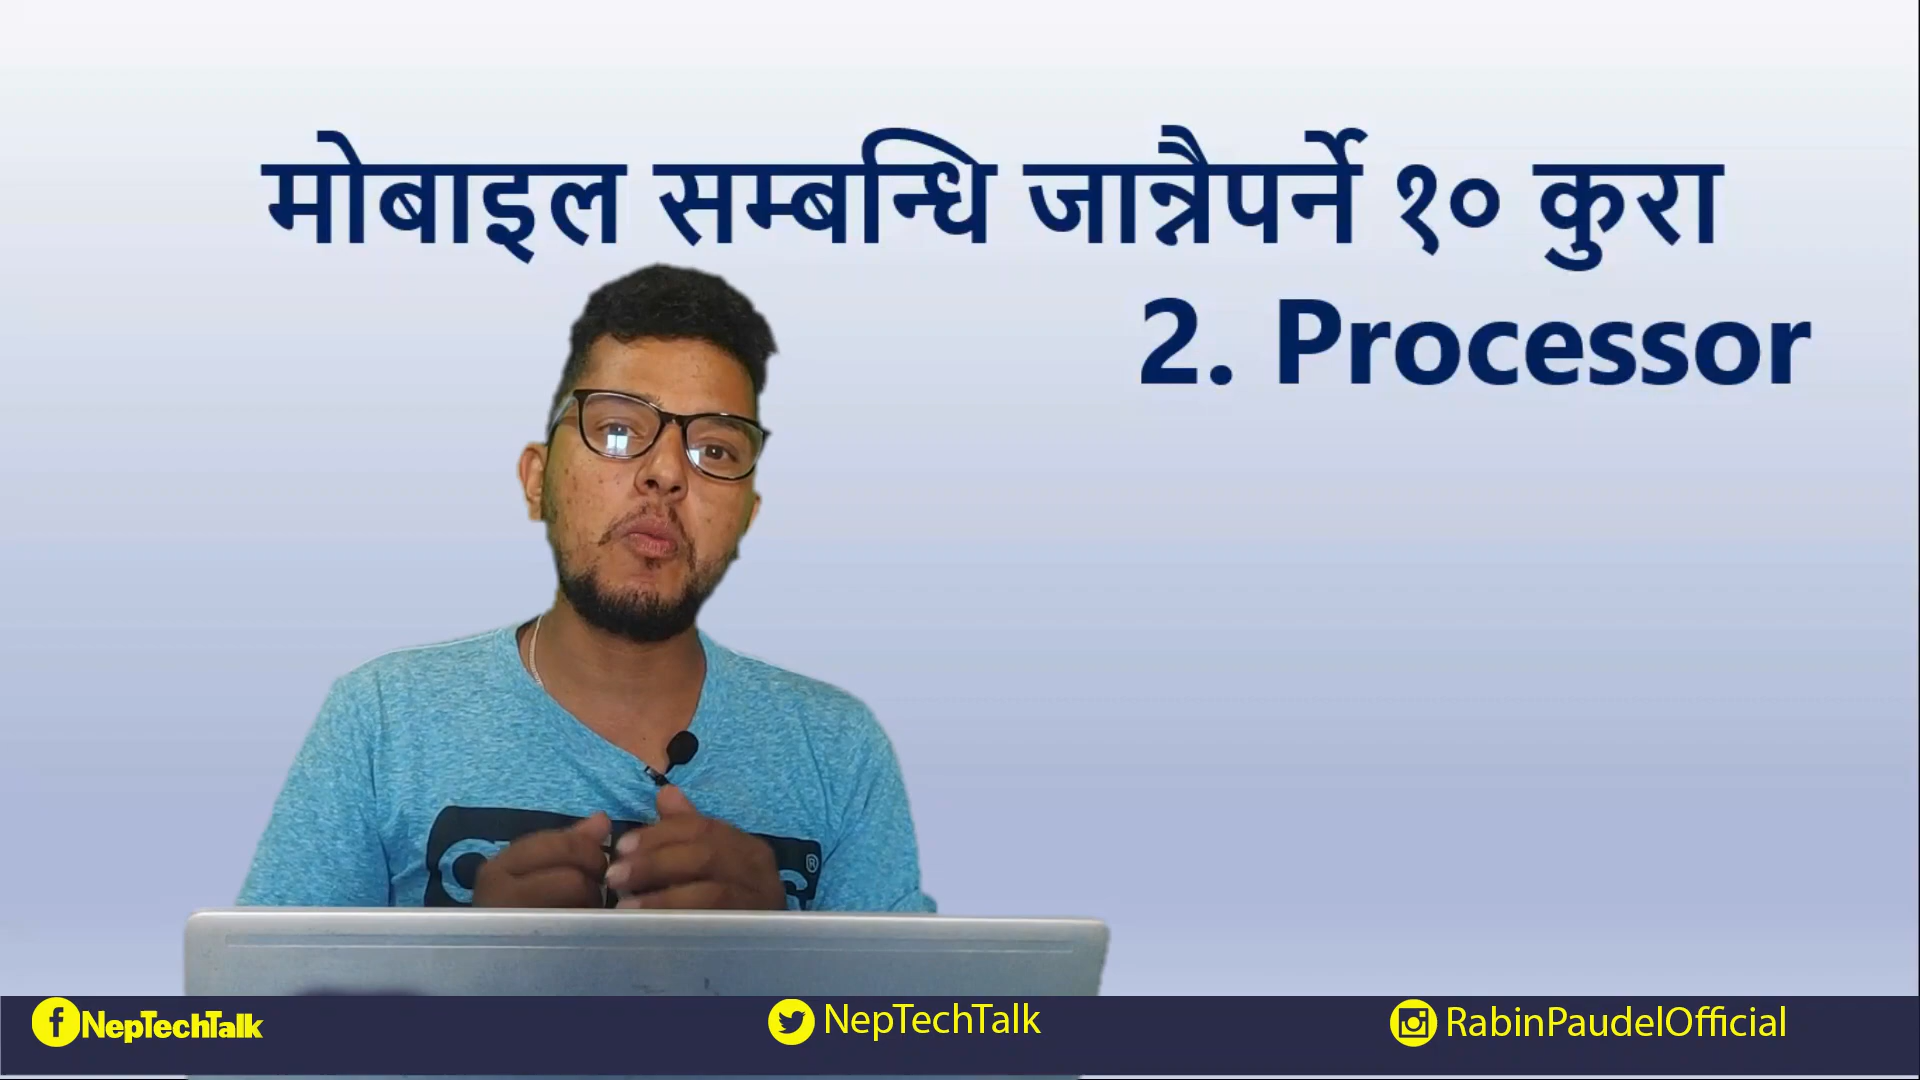 मोबाइल सम्बन्धि जान्नैपर्ने १० कुरा
2. Processor
NepTechTalk
NepTechTalk
RabinPaudelOfficial